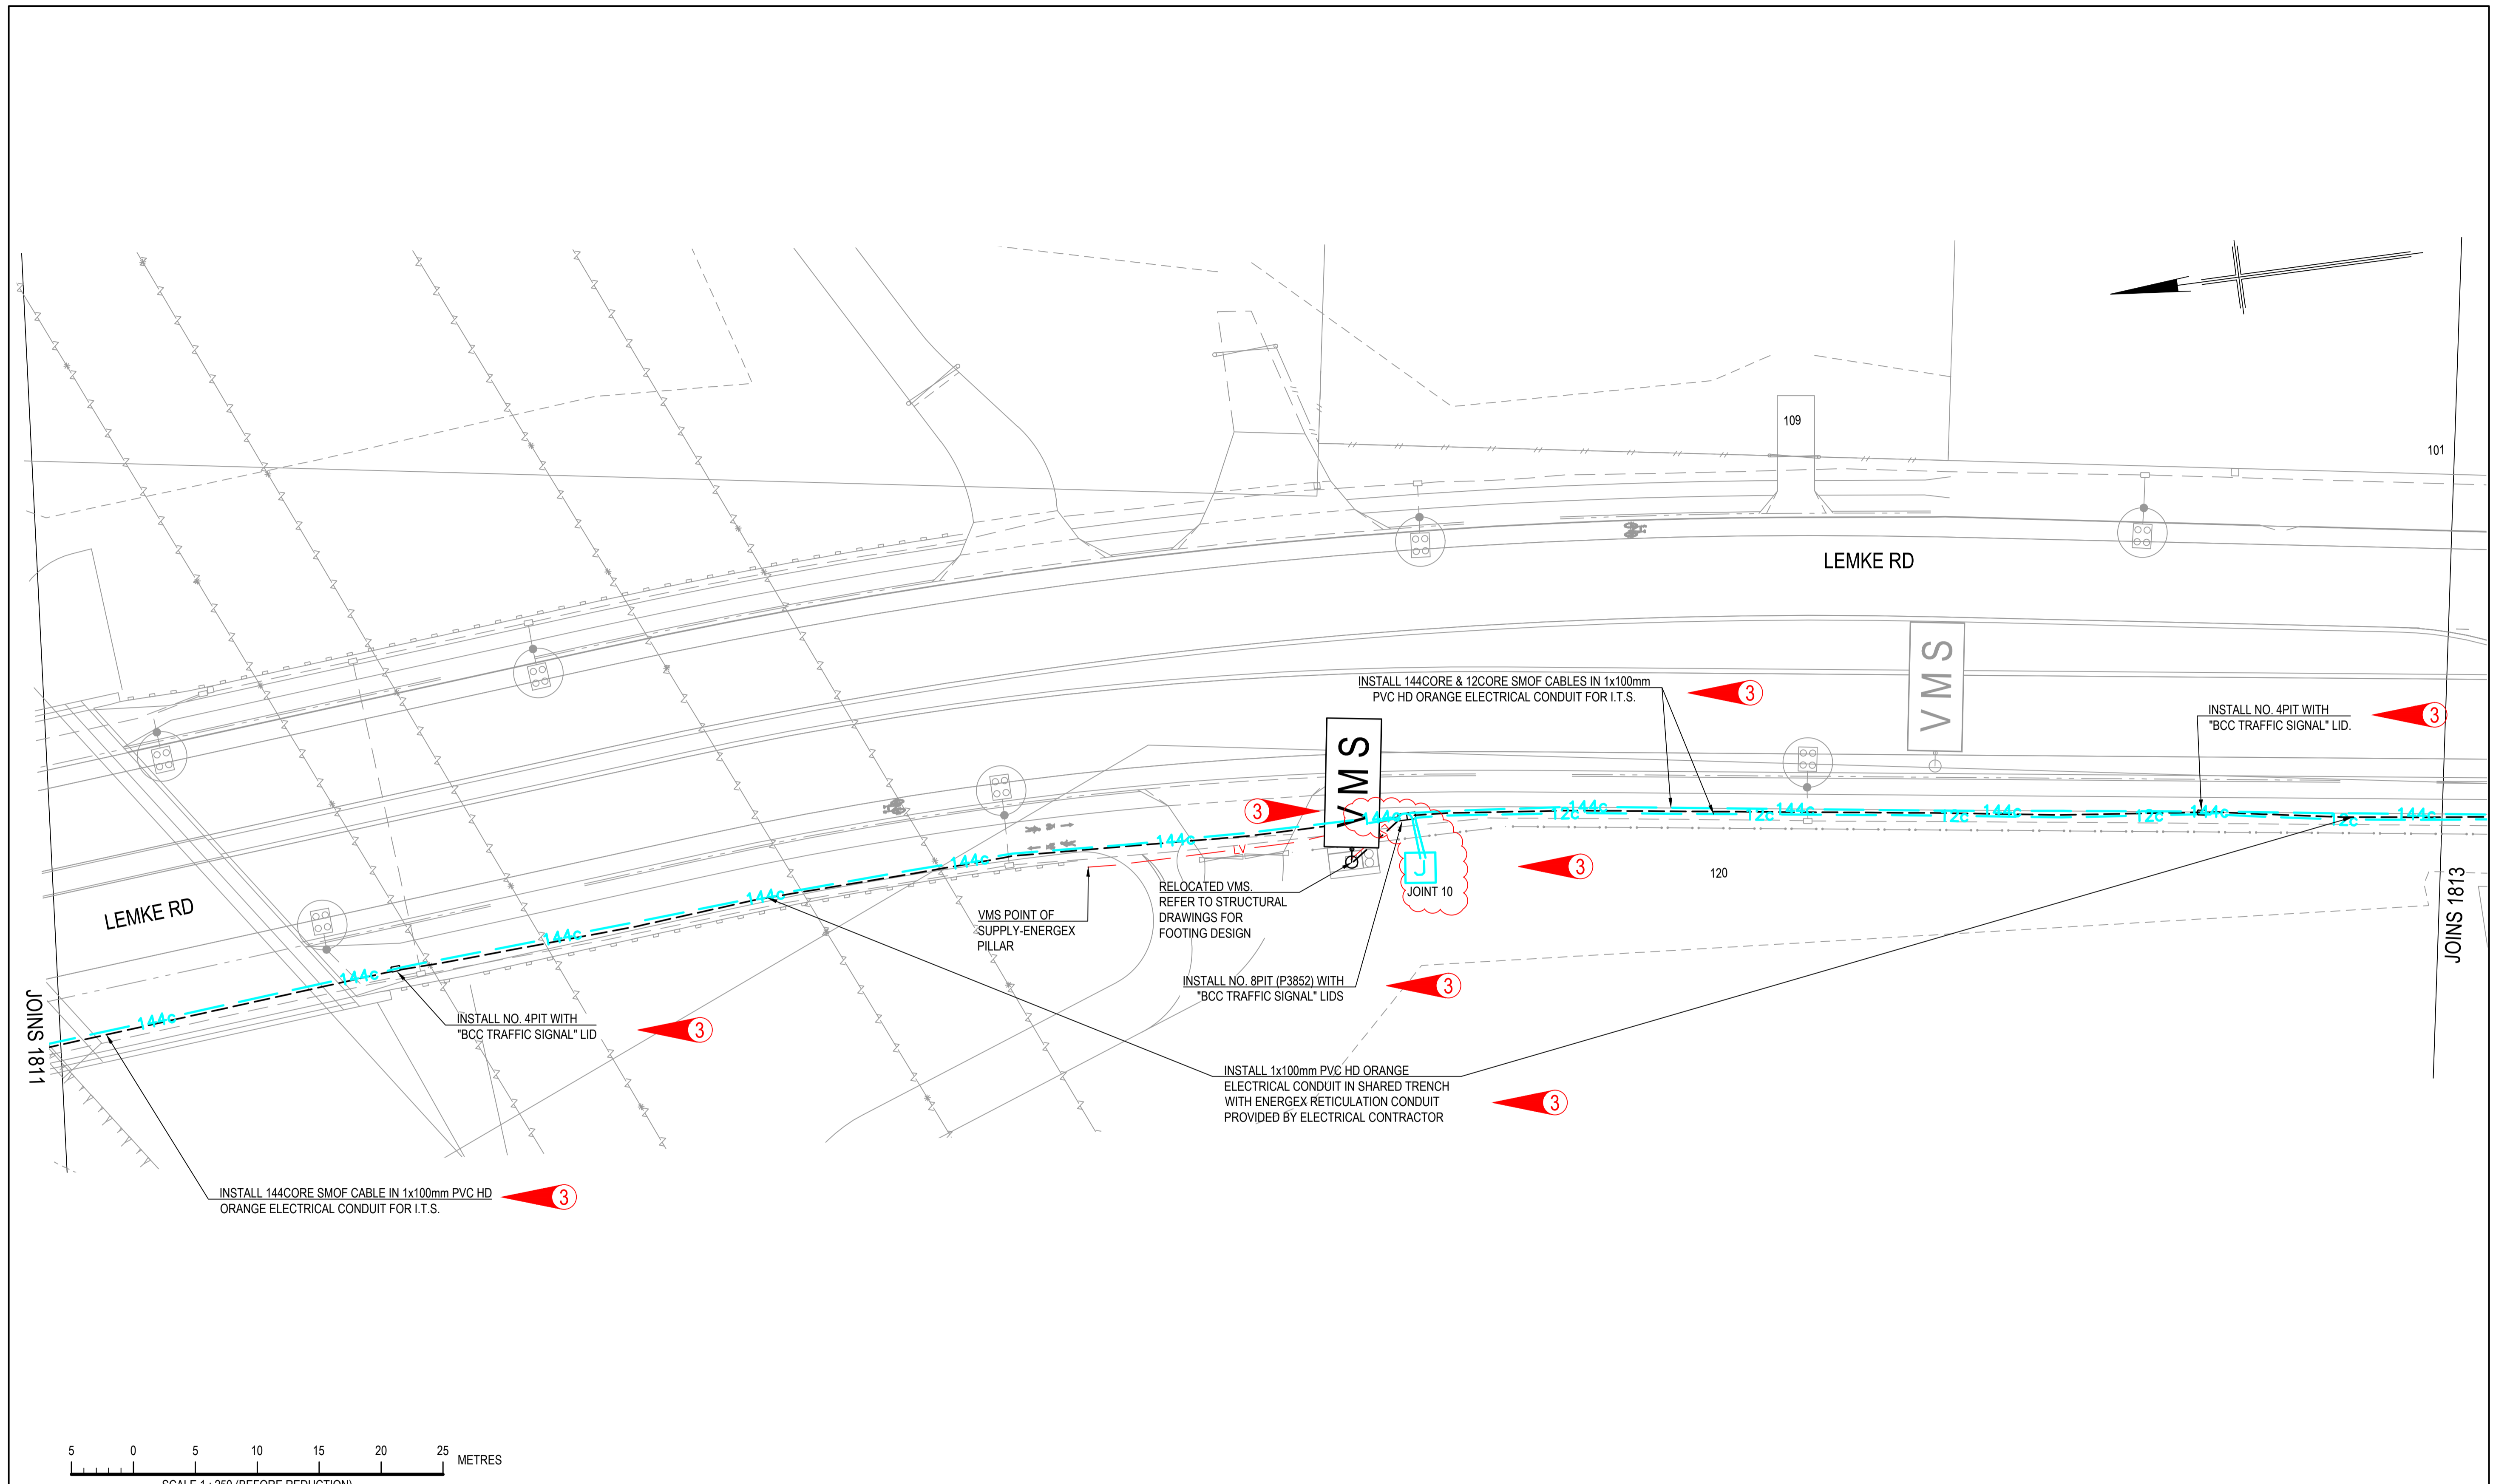 109
101
LEMKE RD
VMS
INSTALL 144CORE & 12CORE SMOF CABLES IN 1x100mm
PVC HD ORANGE ELECTRICAL CONDUIT FOR I.T.S.
3
INSTALL NO. 4PIT WITH
"BCC TRAFFIC SIGNAL" LID.
3
VMS
3
144c
144c
144c
144c
144c
144c
12c
12c
12c
12c
12c
144c
144c
144c
144c
144c
144c
LV
J
JOINT 10
3
120
RELOCATED VMS.
REFER TO STRUCTURAL
DRAWINGS FOR
FOOTING DESIGN
VMS POINT OF
SUPPLY-ENERGEX
PILLAR
LEMKE RD
JOINS 1813
INSTALL NO. 8PIT (P3852) WITH
"BCC TRAFFIC SIGNAL" LIDS
3
INSTALL NO. 4PIT WITH
"BCC TRAFFIC SIGNAL" LID
3
JOINS 1811
INSTALL 1x100mm PVC HD ORANGE
ELECTRICAL CONDUIT IN SHARED TRENCH
WITH ENERGEX RETICULATION CONDUIT
PROVIDED BY ELECTRICAL CONTRACTOR
3
INSTALL 144CORE SMOF CABLE IN 1x100mm PVC HD
ORANGE ELECTRICAL CONDUIT FOR I.T.S.
3
5 0 5 10 15 20 25 METRES
SCALE 1 : 250 (BEFORE REDUCTION)